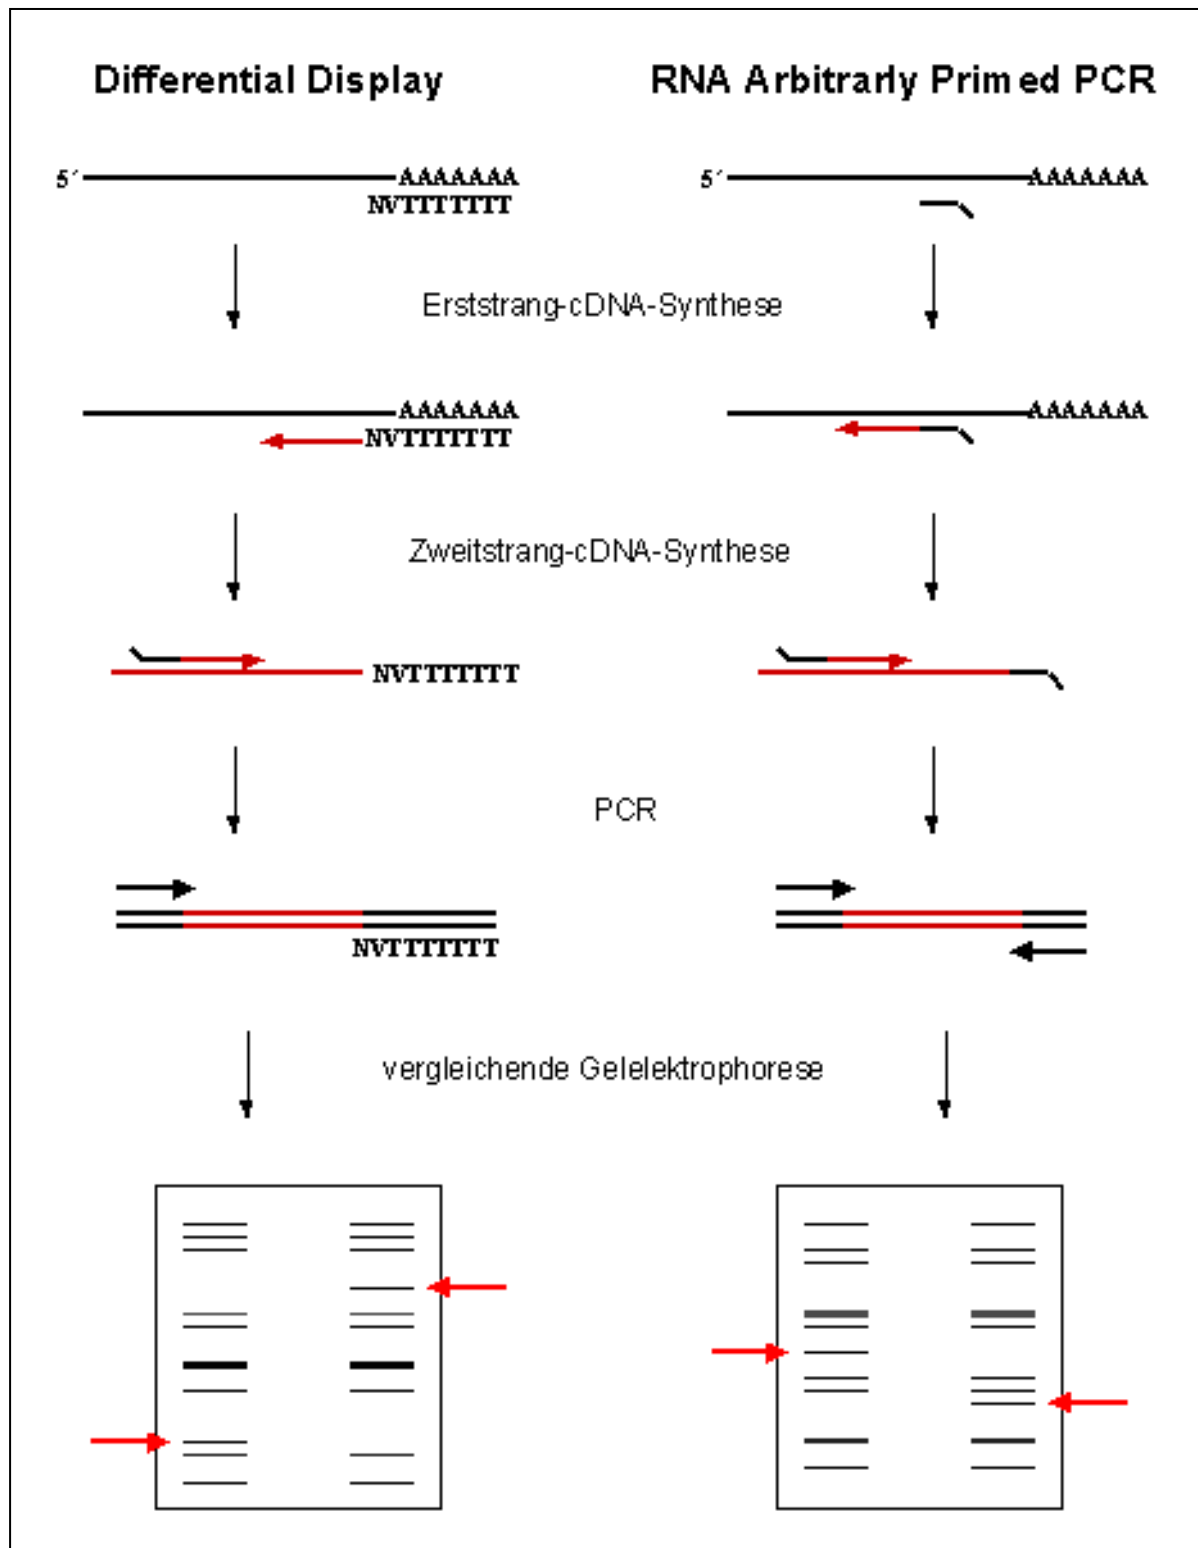 Differential Display
RNA Arbitrarly Primed PCR
5´ AAAAAAA
NVTTTTTTT
5´ AAAAAAA
Erststrang-cDNA-Synthese
AAAAAAA
NVTTTTTTT
AAAAAAA
Zweitstrang-cDNA-Synthese
NVTTTTTTT
PCR
NVTTTTTTT
vergleichende Gelelektrophorese